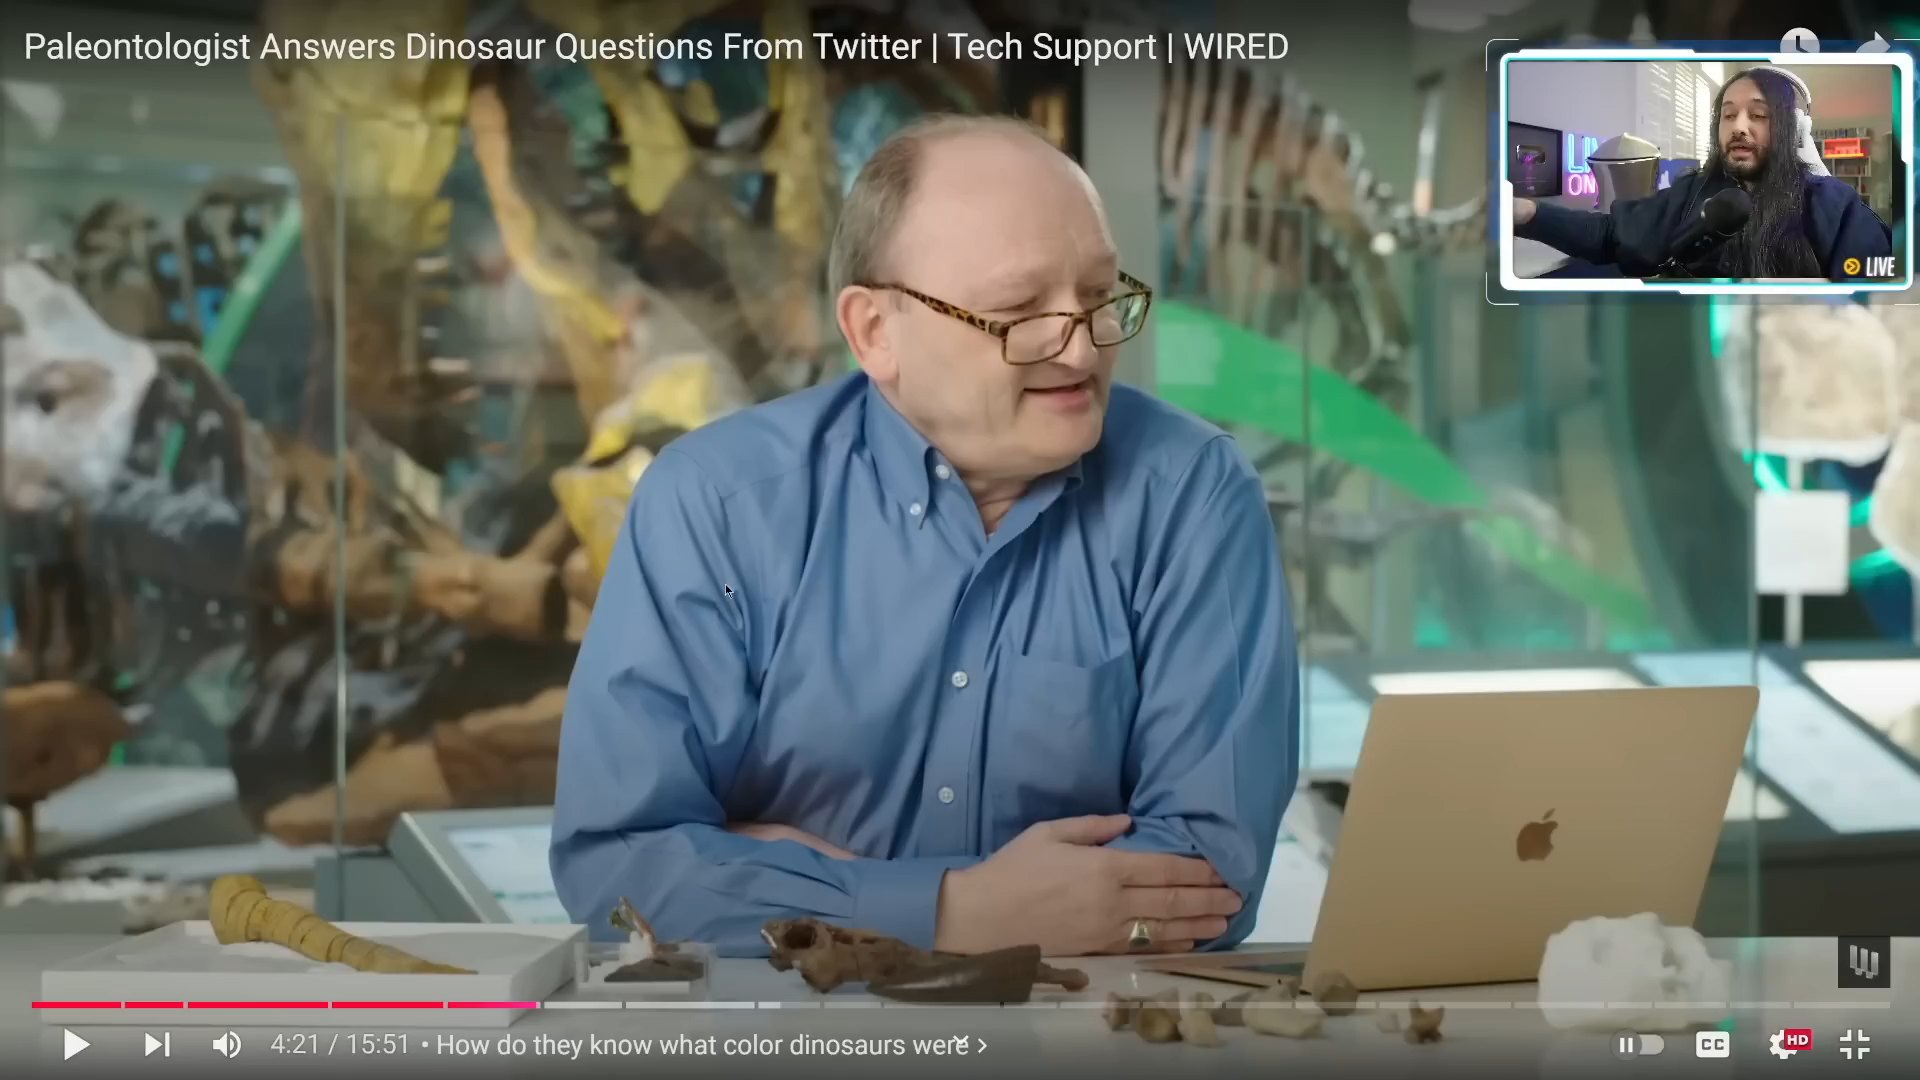 Paleontologist Answers Dinosaur Questions From Twitter | Tech Support | WIRED
LIVE
4:21 / 15:51 • How do they know what color dinosaurs were >
CC
HD